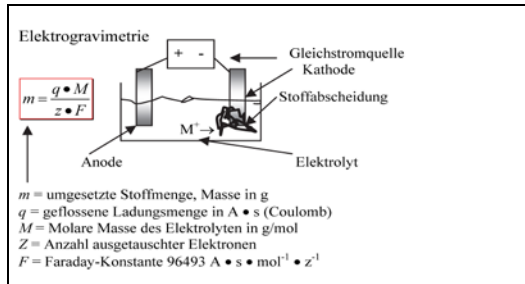 Elektrogravimetrie
+ -
Gleichstromquelle
Kathode
Stoffabscheidung
m = q • M / z • F
M⁺→
Anode
Elektrolyt
m = umgesetzte Stoffmenge, Masse in g
q = geflossene Ladungsmenge in A • s (Coulomb)
M = Molare Masse des Elektrolyten in g/mol
Z = Anzahl ausgetauschter Elektronen
F = Faraday-Konstante 96493 A • s • mol⁻¹ • z⁻¹